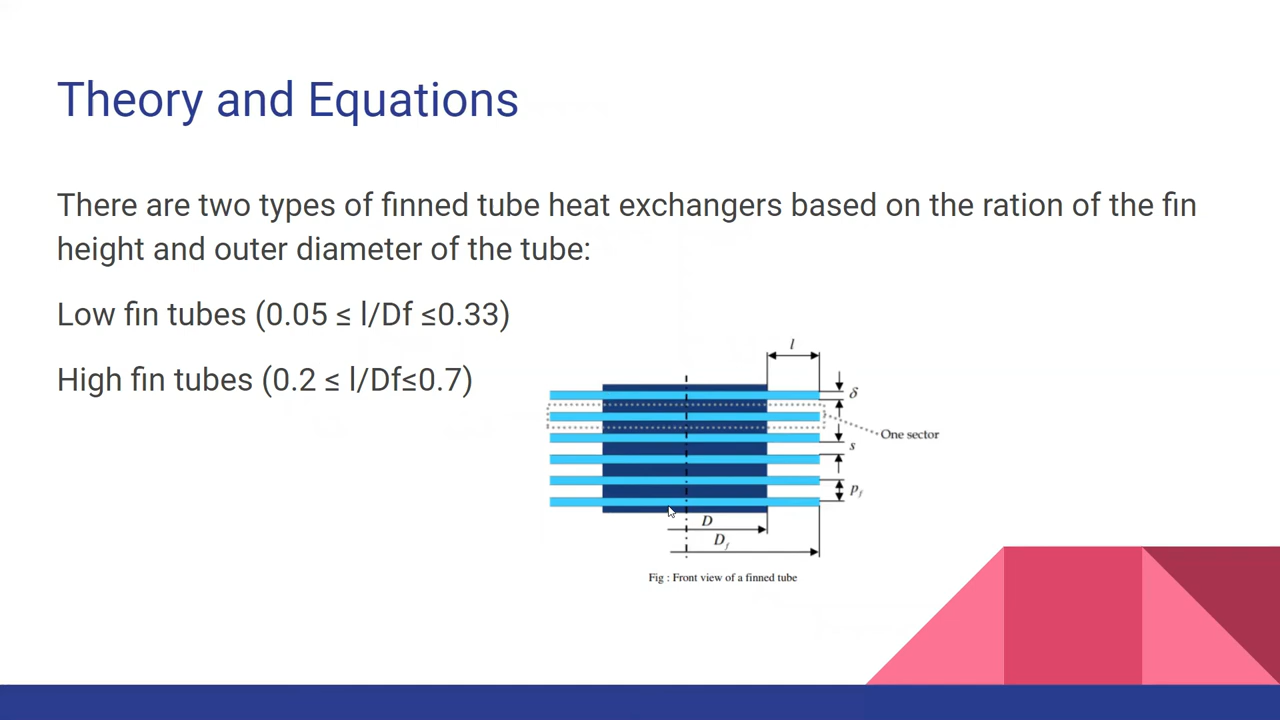 Theory and Equations
There are two types of finned tube heat exchangers based on the ration of the fin
height and outer diameter of the tube:
Low fin tubes (0.05 ≤ l/Df ≤0.33)
High fin tubes (0.2 ≤ l/Df≤0.7)
l
δ
One sector
s
pf
D
Df
Fig : Front view of a finned tube